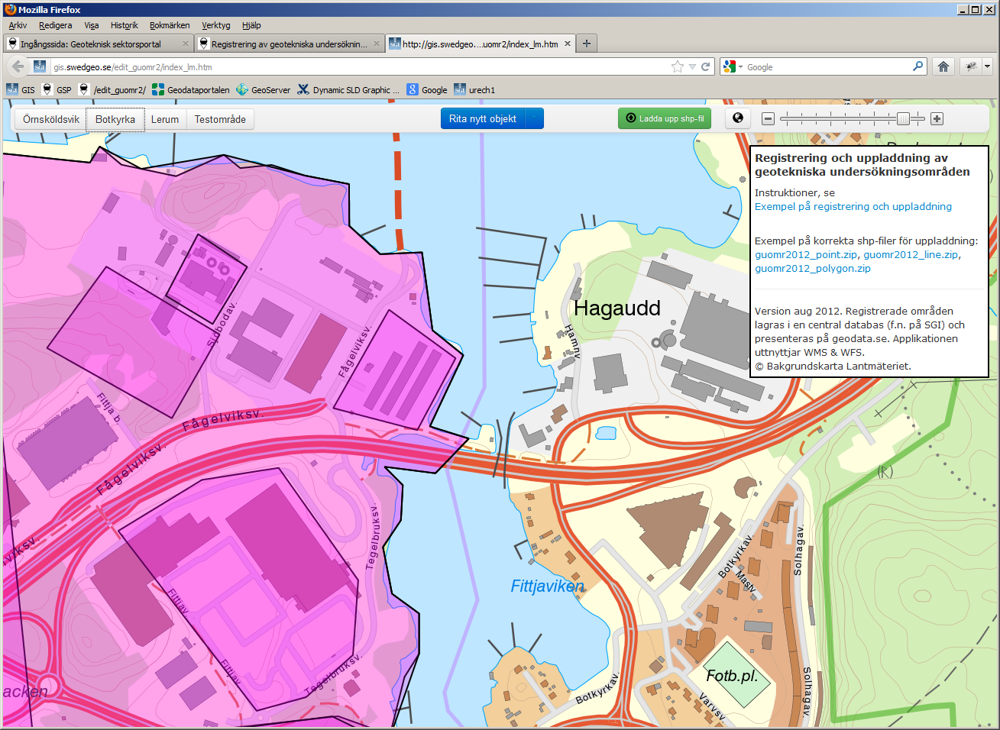 Mozilla Firefox
Arkiv Redigera Visa Historik Bokmärken Verktyg Hjälp
Ingångssida: Geoteknisk sektorsportal
Registrering av geotekniska undersöknin...
http://gis.swedgeo....uomr2/index_lm.htm
gis.swedgeo.se/edit_guomr2/index_lm.htm
Google
GIS GSP /edit_guomr2/ Geodataportalen GeoServer Dynamic SLD Graphic ... Google urech1
Örnsköldsvik Botkyrka Lerum Testområde
Rita nytt objekt
Ladda upp shp-fil
Registrering och uppladdning av
geotekniska undersökningsområden
Instruktioner, se
Exempel på registrering och uppladdning
Exempel på korrekta shp-filer för uppladdning:
guomr2012_point.zip, guomr2012_line.zip,
guomr2012_polygon.zip
Version aug 2012. Registrerade områden
lagras i en central databas (f.n. på SGI) och
presenteras på geodata.se. Applikationen
uttnyttjar WMS & WFS.
© Bakgrundskarta Lantmäteriet.
Hagaudd
Hamnv.
Sjöbodav.
Fågelviksv.
Fittja b.
Fågelviksv.
Fågelviksv.
(R)
Tegelbruksv.
Solhagav.
Botkyrkav.
Mastv.
Fittjaviken
Fittjav.
Fittjav.
Tegelbruksv.
acken
Fotb.pl.
Solhagav.
Botkyrkav.
Varvsv.